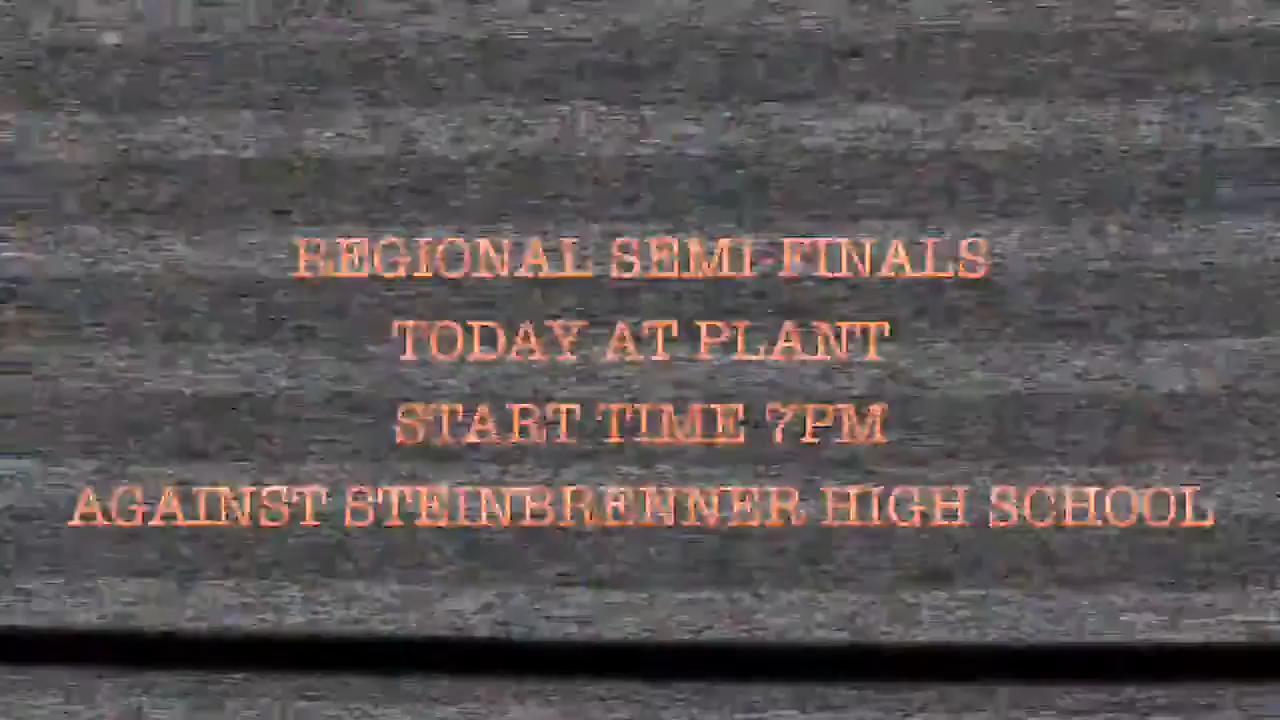 REGIONAL SEMI-FINALS
TODAY AT PLANT
START TIME 7PM
AGAINST STEINBRENNER HIGH SCHOOL